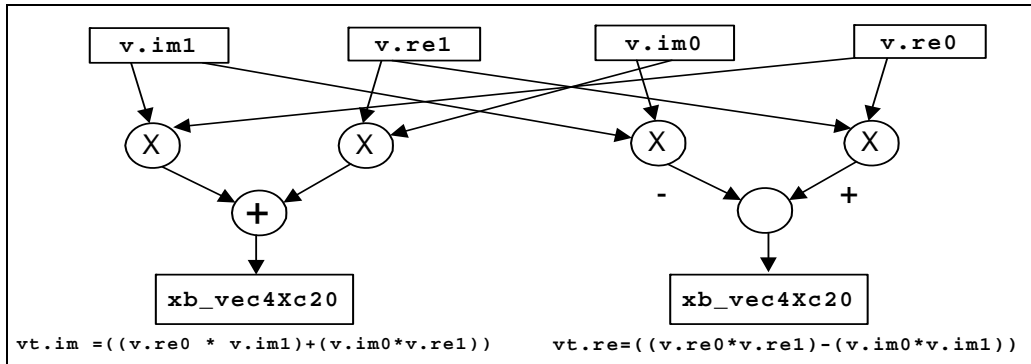 v.im1 v.re1 v.im0 v.re0
X X X X
- +
+
xb_vec4Xc20 xb_vec4Xc20
vt.im =((v.re0 * v.im1)+(v.im0*v.re1)) vt.re=((v.re0*v.re1)-(v.im0*v.im1))